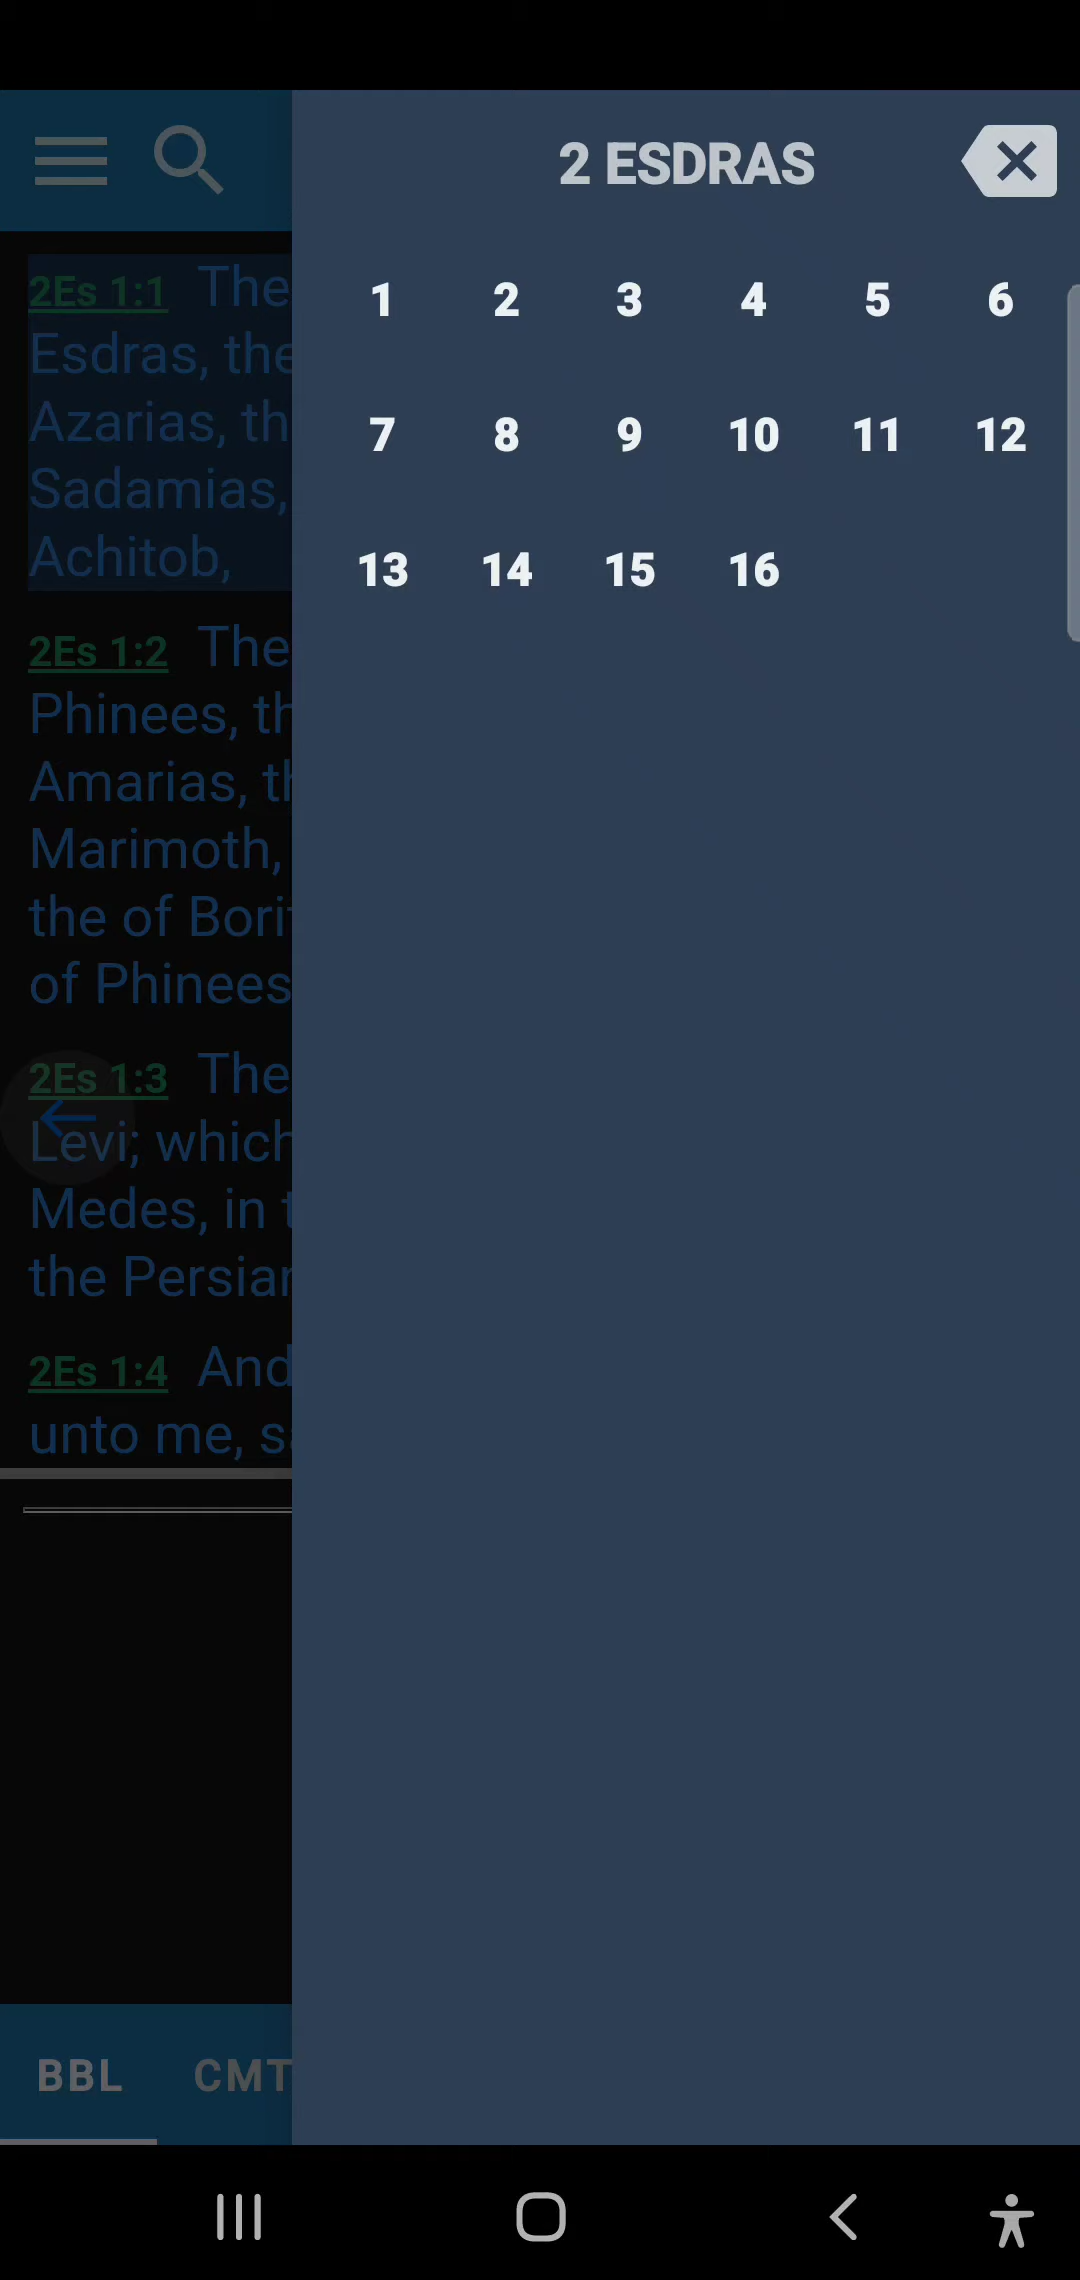 2 ESDRAS
1 2 3 4 5 6
7 8 9 10 11 12
13 14 15 16
2Es 1:1 The
Esdras, the
Azarias, th
Sadamias,
Achitob,
2Es 1:2 The
Phinees, th
Amarias, th
Marimoth,
the of Borit
of Phinees
2Es 1:3 The
Levi; which
Medes, in t
the Persian
2Es 1:4 And
unto me, sa
BBL CMT